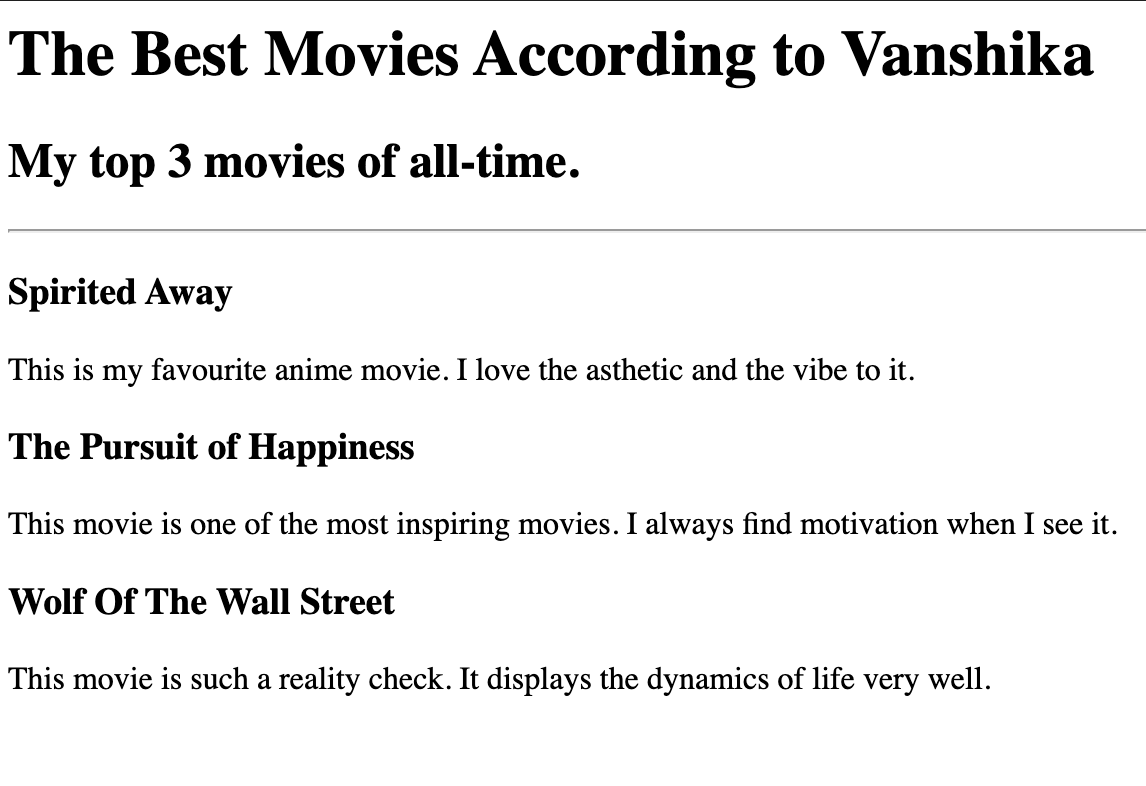 The Best Movies According to Vanshika
My top 3 movies of all-time.
Spirited Away
This is my favourite anime movie. I love the asthetic and the vibe to it.
The Pursuit of Happiness
This movie is one of the most inspiring movies. I always find motivation when I see it.
Wolf Of The Wall Street
This movie is such a reality check. It displays the dynamics of life very well.